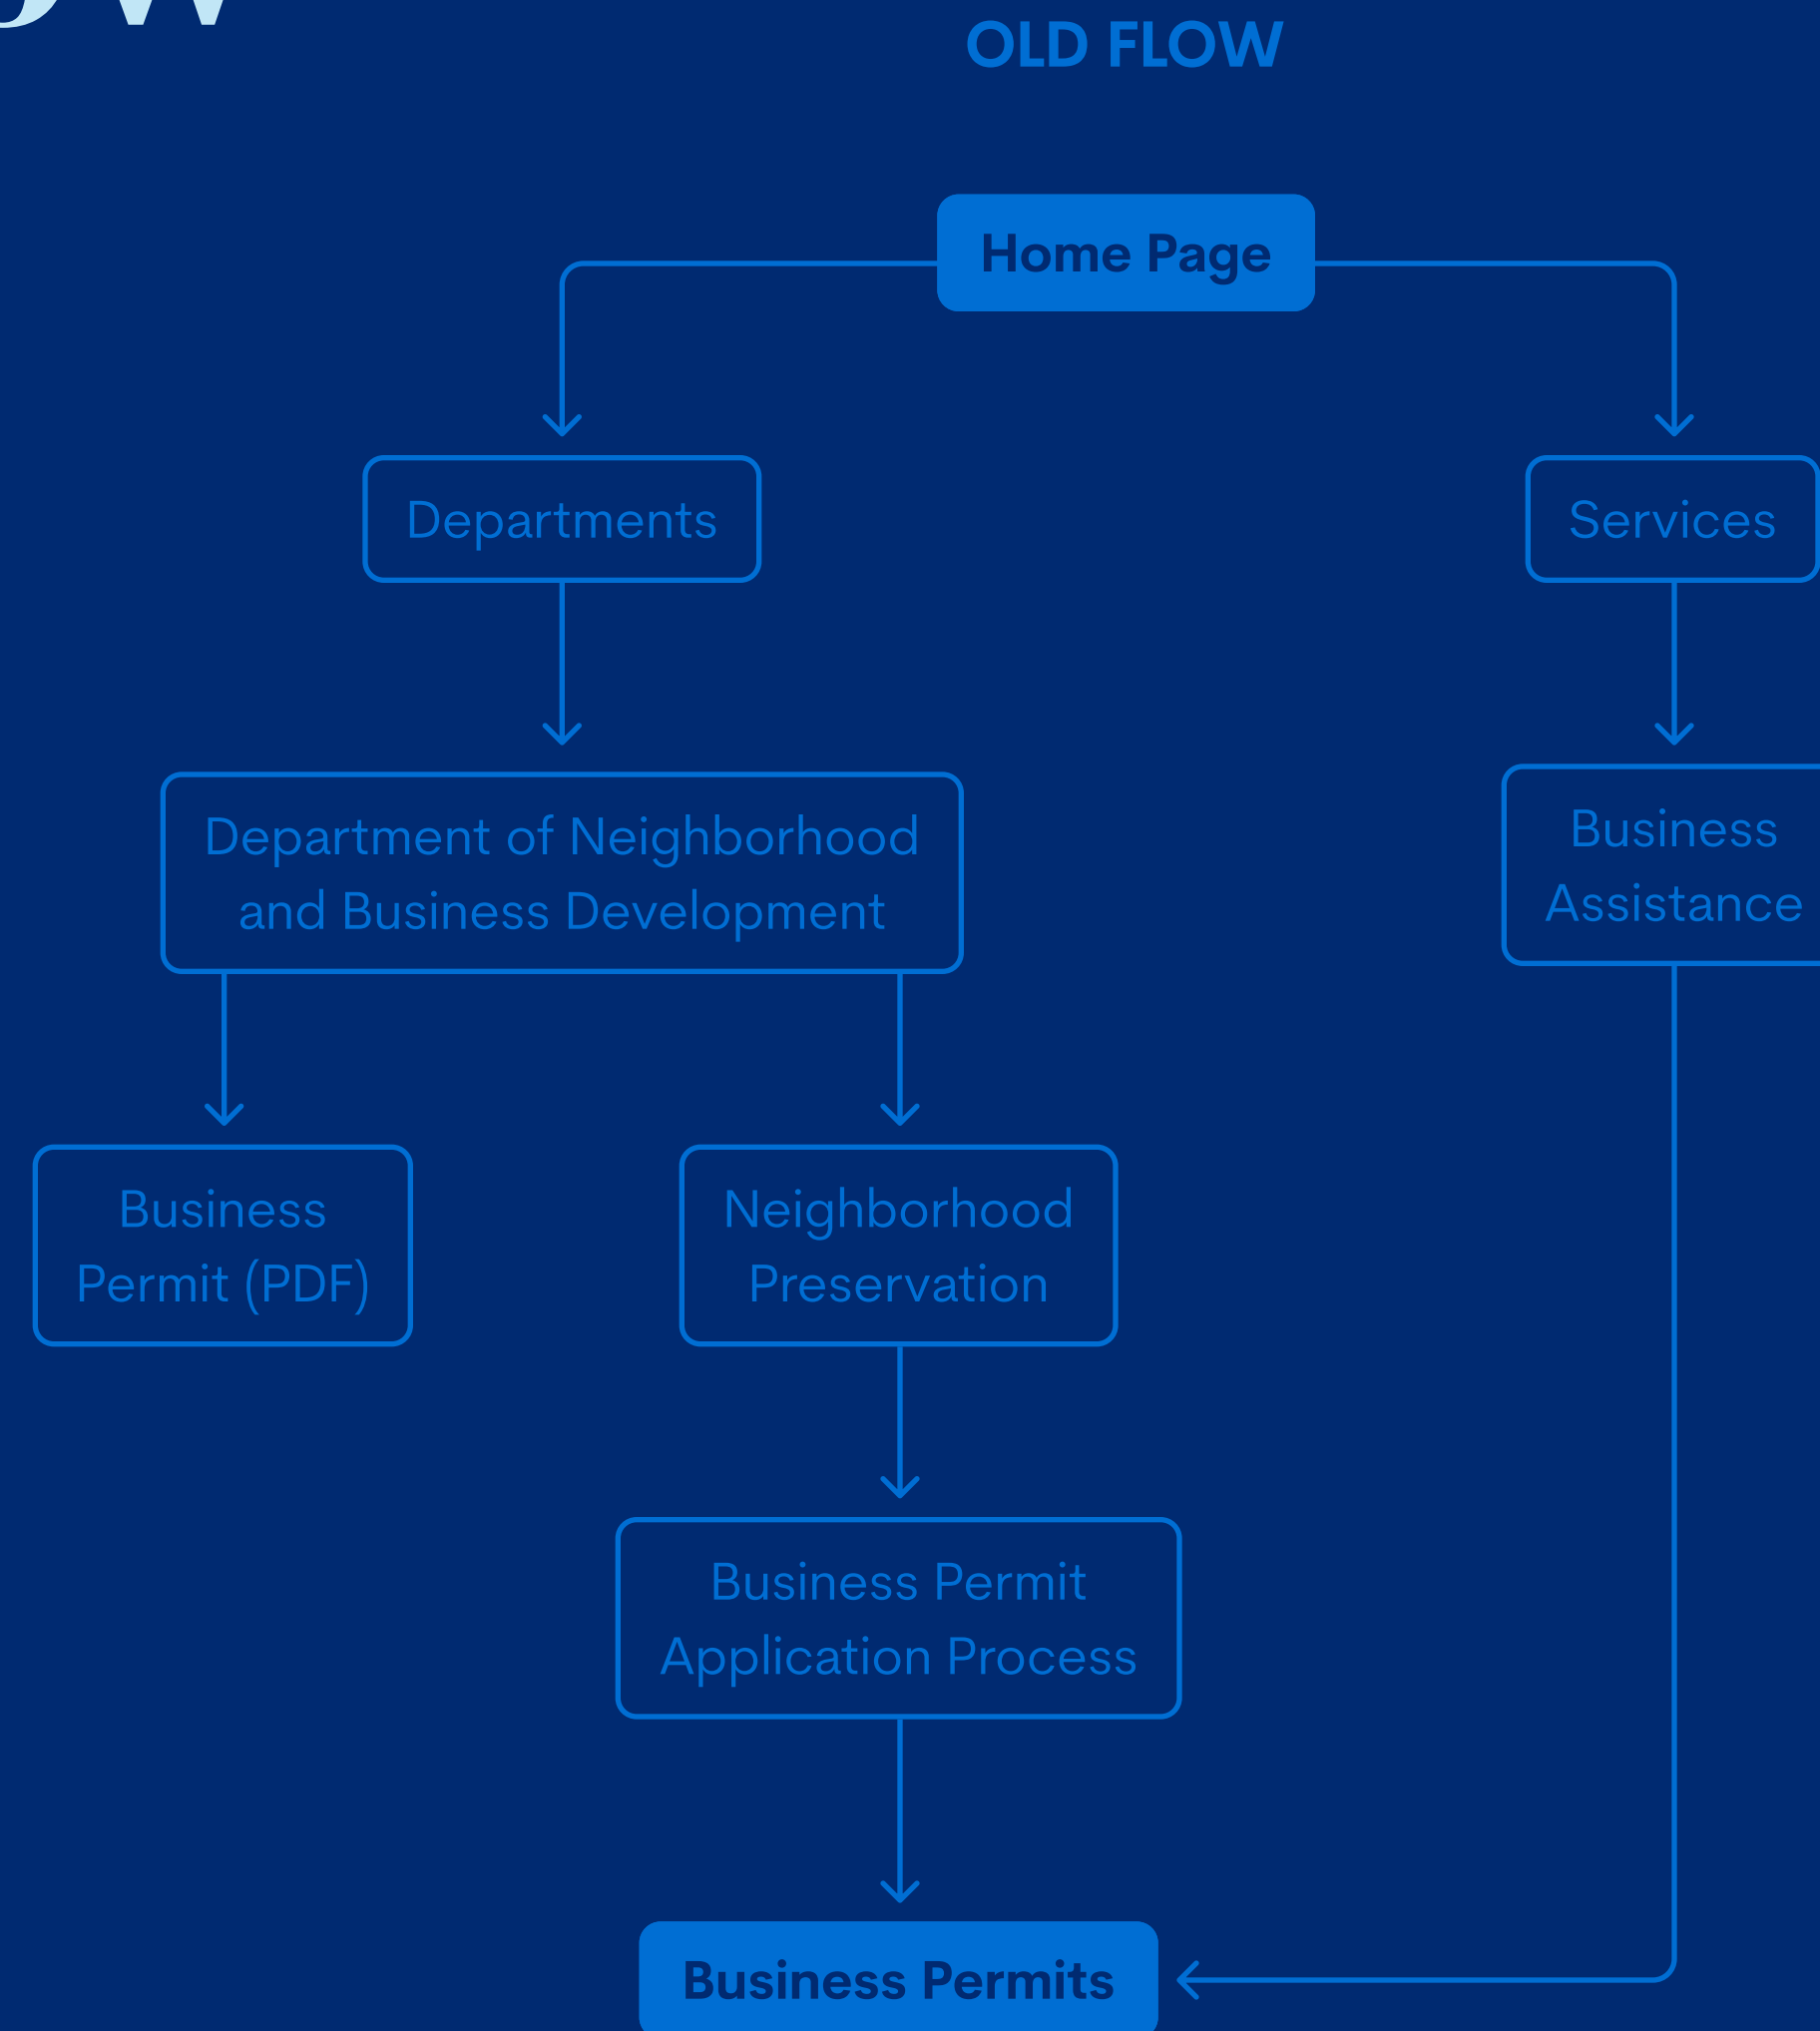 OLD FLOW
Home Page
Departments
Services
Department of Neighborhood
and Business Development
Business
Assistance
Business
Permit (PDF)
Neighborhood
Preservation
Business Permit
Application Process
Business Permits